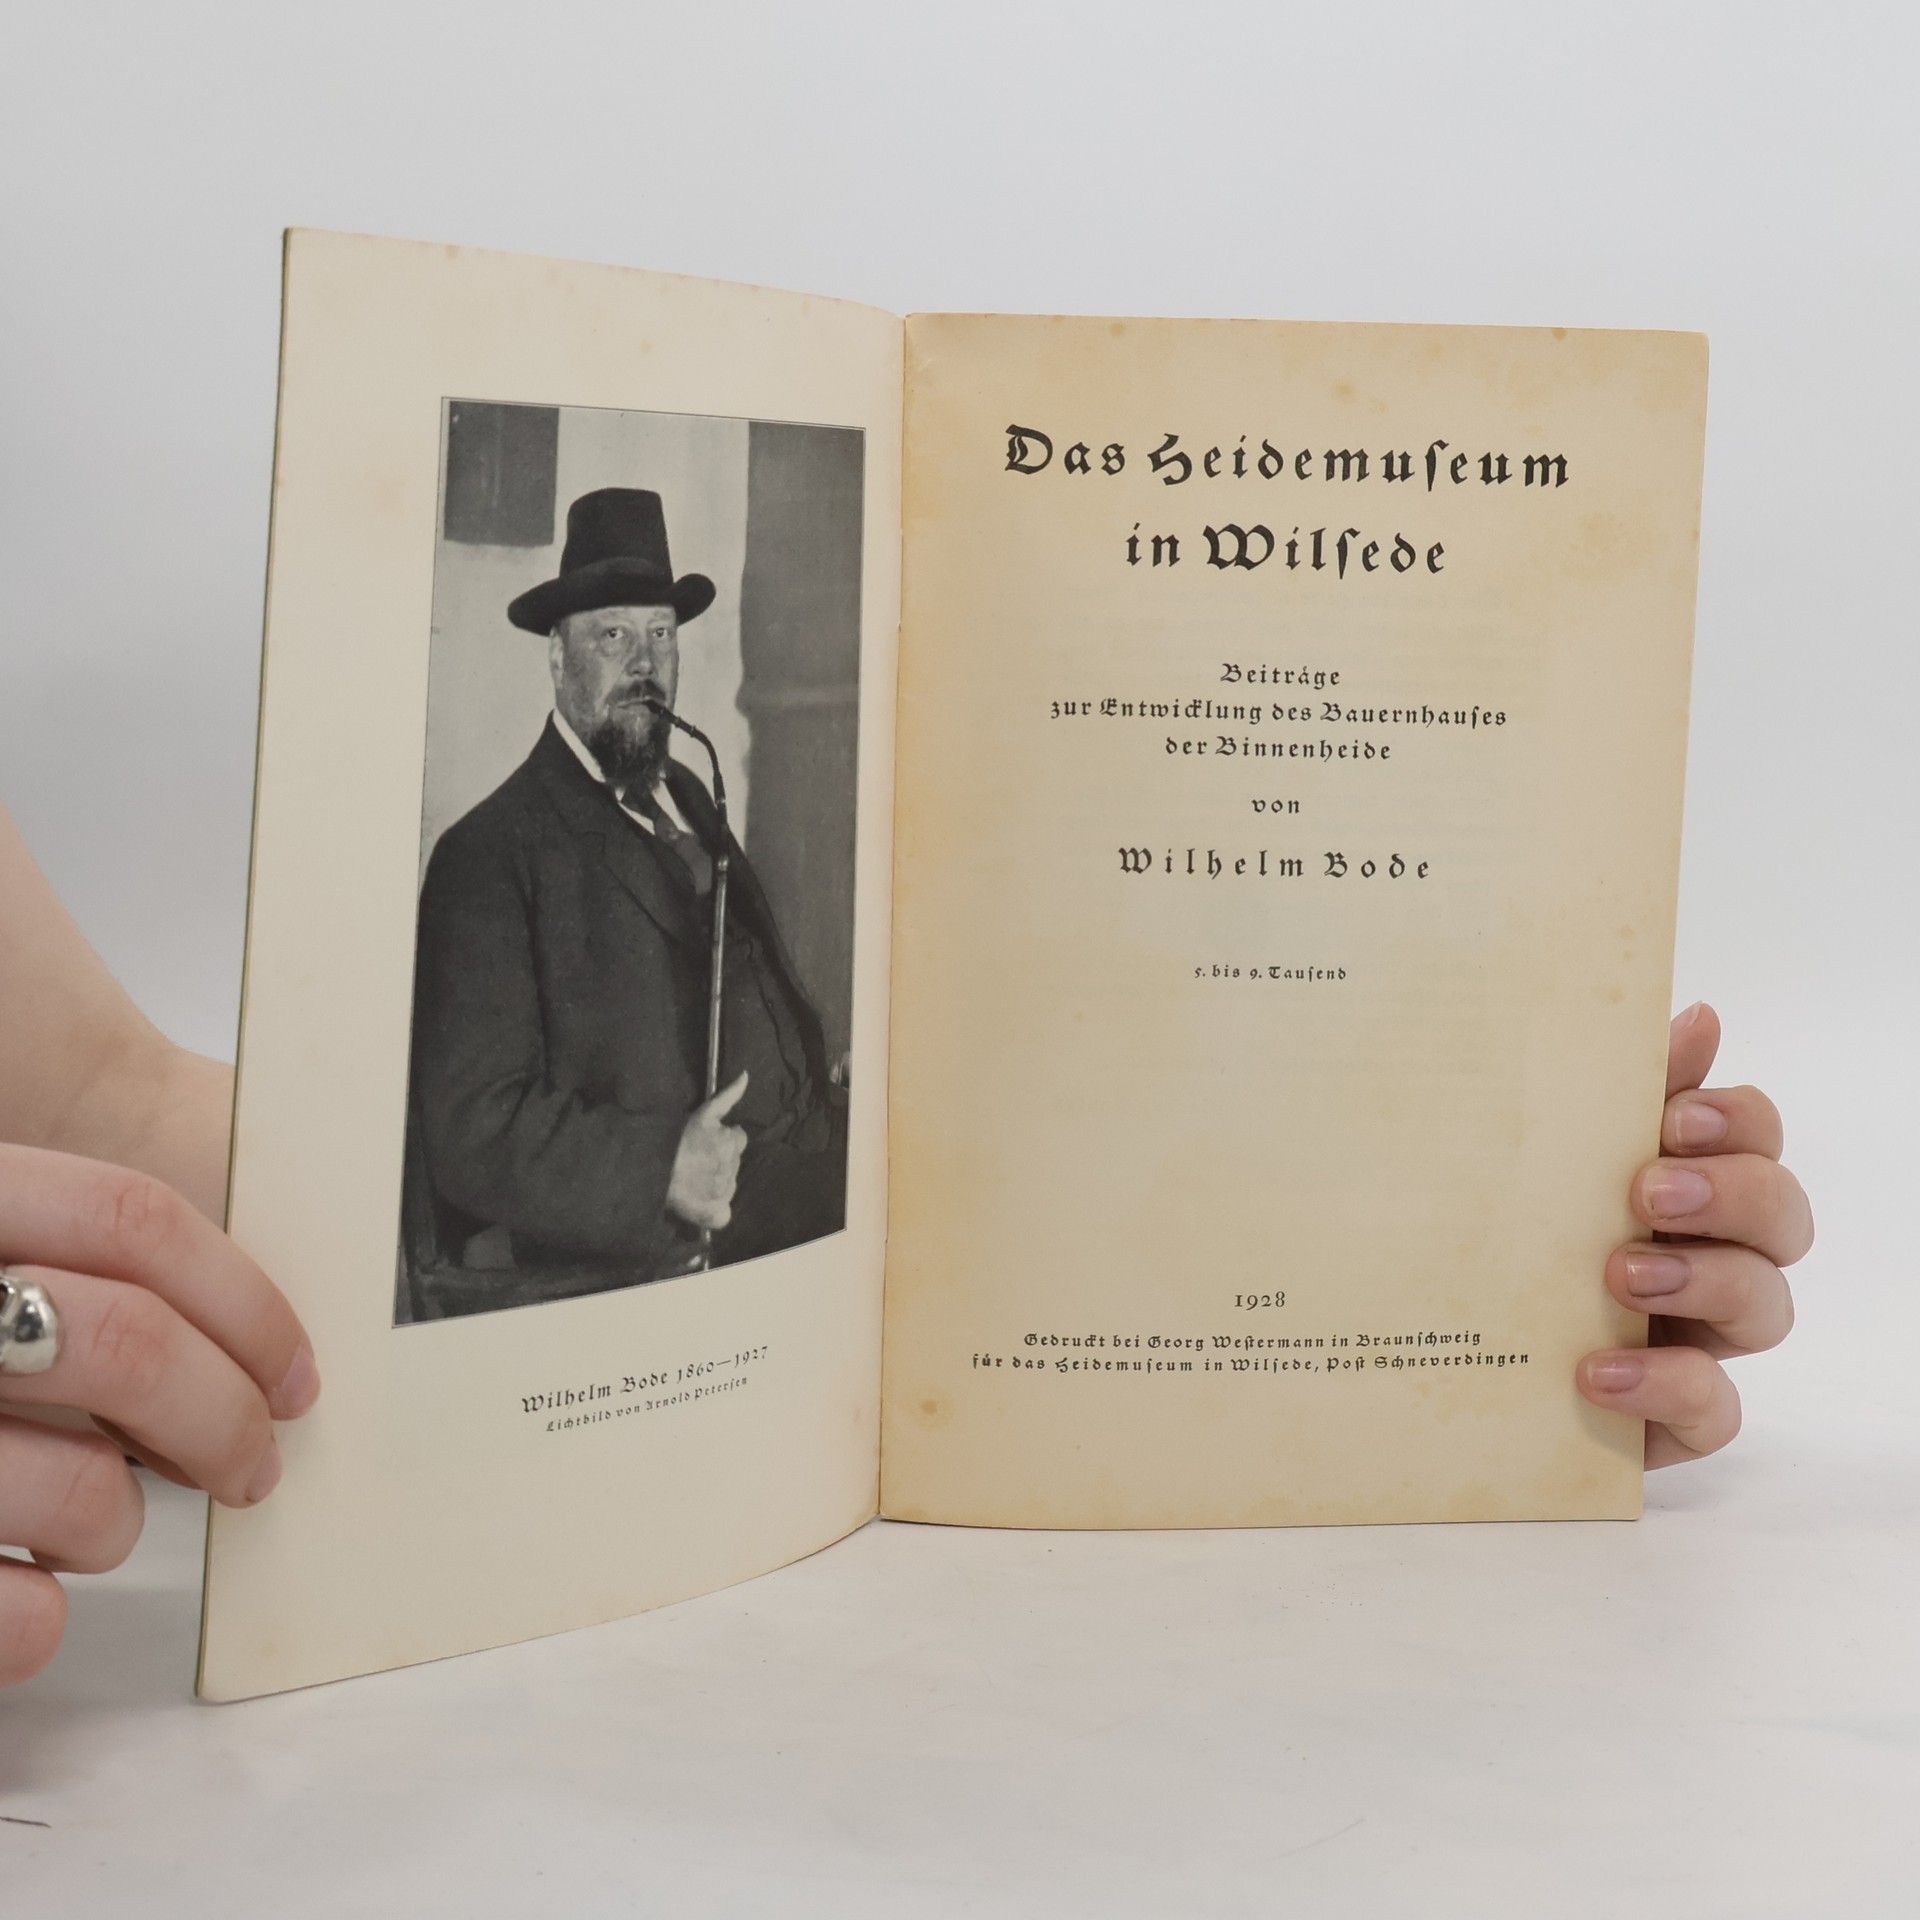 Wilhelm Bode 1860—1927
Lichtbild von Arnold Petersen
Das Heidemuſeum
in Wilſede
Beiträge
zur Entwicklung des Bauernhauſes
der Binnenheide
von
Wilhelm Bode
5. bis 9. Tauſend
1928
Gedruckt bei Georg Weſtermann in Braunſchweig
für das Heidemuſeum in Wilſede, Poſt Schneverdingen